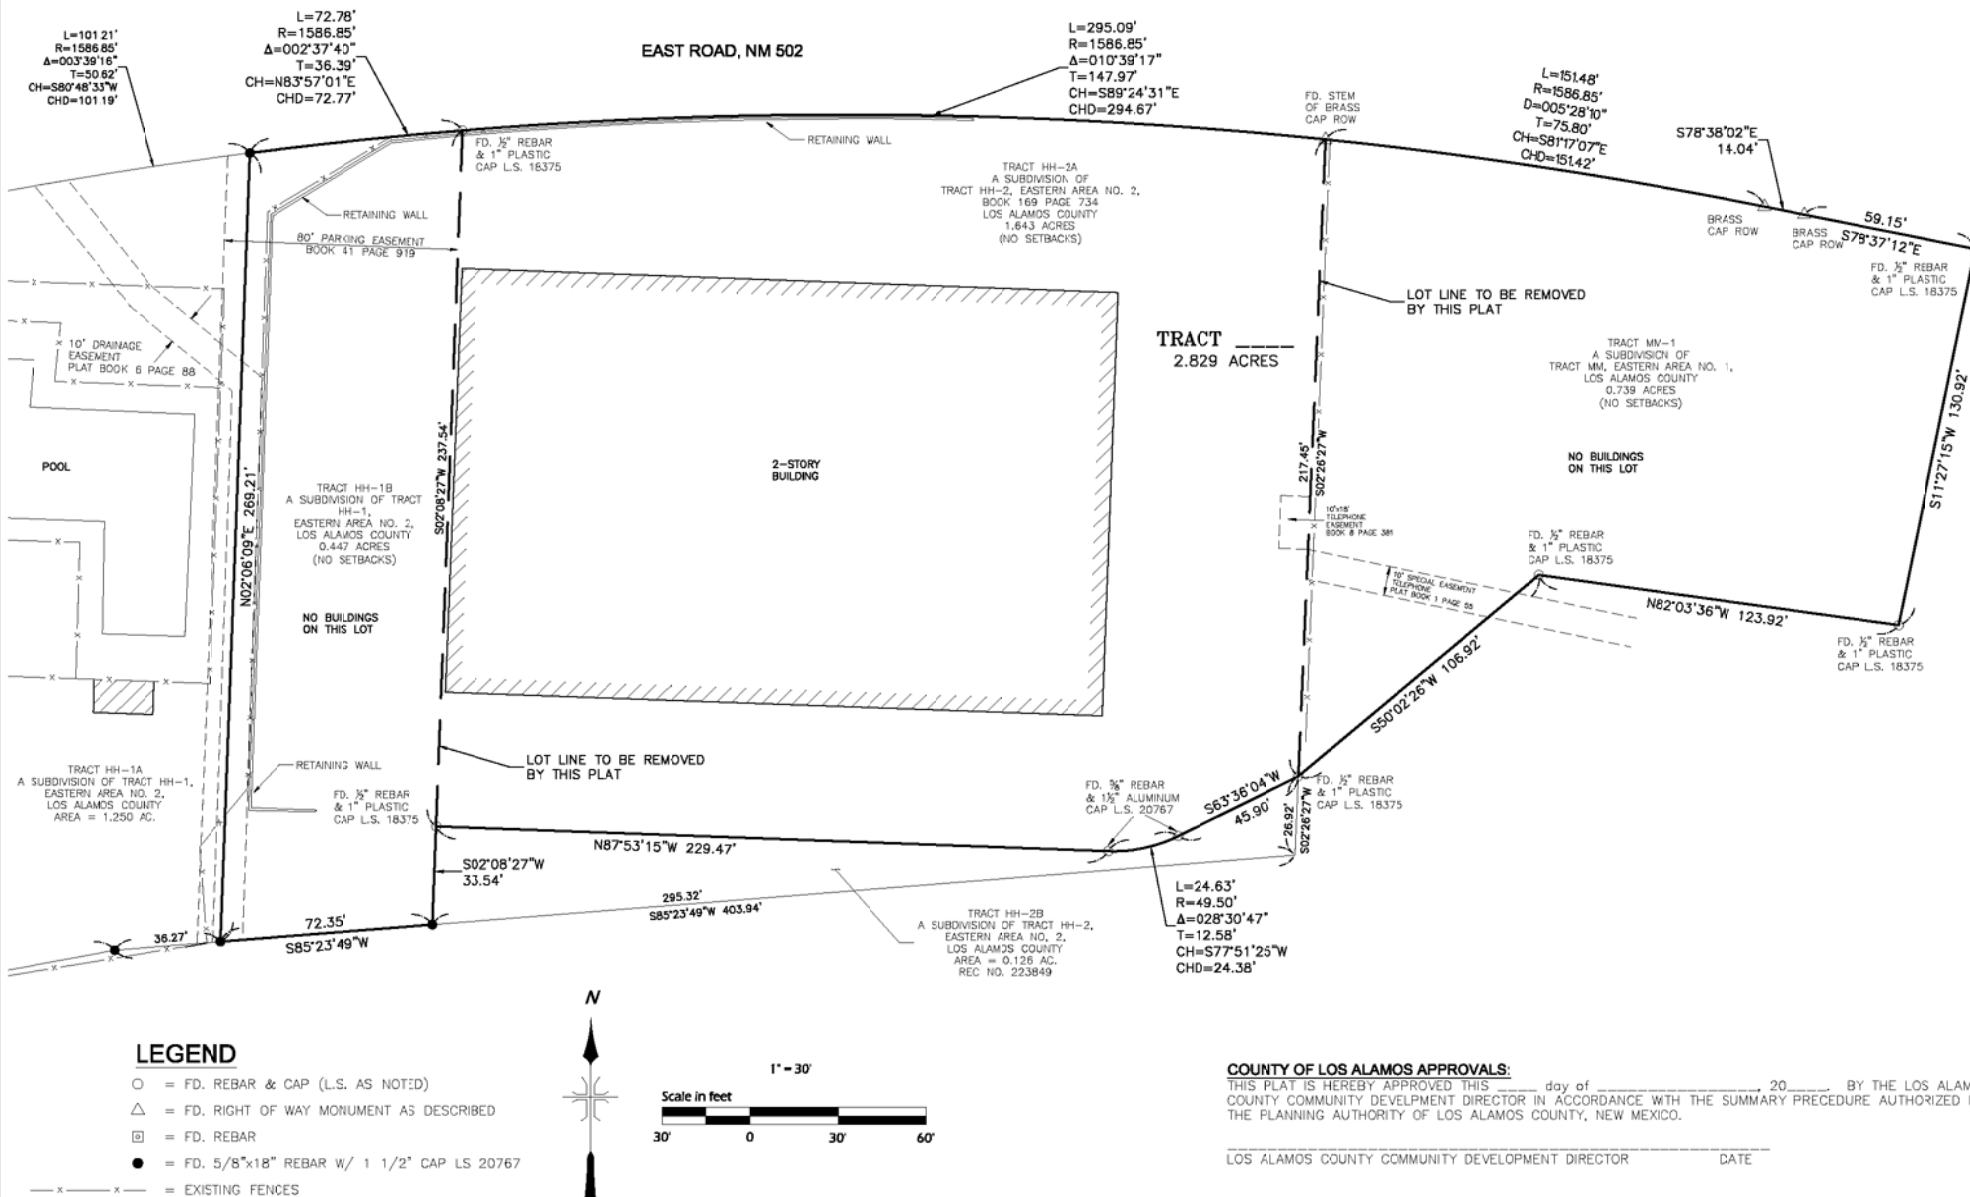 L=101.21'
R=1586.85'
Δ=003°39'16"
T=50.62'
CH=S80°48'33"W
CHD=101.19'
L=72.78'
R=1586.85'
Δ=002°37'40"
T=36.39'
CH=N83°57'01"E
CHD=72.77'
EAST ROAD, NM 502
L=295.09'
R=1586.85'
Δ=010°39'17"
T=147.97'
CH=S89°24'31"E
CHD=294.67'
FD. STEM
OF BRASS
CAP ROW
L=151.48'
R=1586.85'
D=005°28'10"
T=75.80'
CH=S81°17'07"E
CHD=151.42'
S78°38'02"E
14.04'
59.15'
S78°37'12"E
BRASS
CAP ROW
BRASS
CAP ROW
FD. ½" REBAR
& 1" PLASTIC
CAP L.S. 18375
FD. ½" REBAR
& 1" PLASTIC
CAP L.S. 18375
RETAINING WALL
RETAINING WALL
80' PARKING EASEMENT
BOOK 41 PAGE 919
TRACT HH-2A
A SUBDIVISION OF
TRACT HH-2, EASTERN AREA NO. 2,
BOOK 169 PAGE 734
LOS ALAMOS COUNTY
1.643 ACRES
(NO SETBACKS)
LOT LINE TO BE REMOVED
BY THIS PLAT
TRACT ____
2.829 ACRES
TRACT MM-1
A SUBDIVISION OF
TRACT MM, EASTERN AREA NO. 1,
LOS ALAMOS COUNTY
0.739 ACRES
(NO SETBACKS)
10' DRAINAGE
EASEMENT
PLAT BOOK 6 PAGE 88
S11°27'15"W 130.92'
POOL
N02°06'09"E 269.21'
S02°08'27"W 237.54'
2-STORY
BUILDING
217.45'
S02°26'27"W
NO BUILDINGS
ON THIS LOT
TRACT HH-1B
A SUBDIVISION OF TRACT
HH-1,
EASTERN AREA NO. 2,
LOS ALAMOS COUNTY
0.447 ACRES
(NO SETBACKS)
NO BUILDINGS
ON THIS LOT
10'x18'
TELEPHONE
EASEMENT
BOOK 8 PAGE 381
FD. ½" REBAR
& 1" PLASTIC
CAP L.S. 18375
10' SPECIAL EASEMENT
TELEPHONE
PLAT BOOK 1 PAGE 55
N82°03'36"W 123.92'
FD. ½" REBAR
& 1" PLASTIC
CAP L.S. 18375
S50°02'26"W 106.92'
LOT LINE TO BE REMOVED
BY THIS PLAT
RETAINING WALL
TRACT HH-1A
A SUBDIVISION OF TRACT HH-1,
EASTERN AREA NO. 2,
LOS ALAMOS COUNTY
AREA = 1.250 AC.
FD. ½" REBAR
& 1" PLASTIC
CAP L.S. 18375
FD. ⅝" REBAR
& 1½" ALUMINUM
CAP L.S. 20767
S63°36'04"W
45.90'
FD. ½" REBAR
& 1" PLASTIC
CAP L.S. 18375
26.92'
S02°26'27"W
N87°53'15"W 229.47'
S02°08'27"W
33.54'
295.32'
S85°23'49"W 403.94'
L=24.63'
R=49.50'
Δ=028°30'47"
T=12.58'
CH=S77°51'25"W
CHD=24.38'
TRACT HH-2B
A SUBDIVISION OF TRACT HH-2,
EASTERN AREA NO. 2,
LOS ALAMOS COUNTY
AREA = 0.126 AC.
REC NO. 223849
36.27'
72.35'
S85°23'49"W
N
LEGEND
= FD. REBAR & CAP (L.S. AS NOTED)
= FD. RIGHT OF WAY MONUMENT AS DESCRIBED
= FD. REBAR
= FD. 5/8"x18" REBAR W/ 1 1/2" CAP LS 20767
= EXISTING FENCES
1" = 30'
Scale in feet
30' 0 30' 60'
COUNTY OF LOS ALAMOS APPROVALS:
THIS PLAT IS HEREBY APPROVED THIS ____ day of ________________, 20____. BY THE LOS ALAM
COUNTY COMMUNITY DEVELPMENT DIRECTOR IN ACCORDANCE WITH THE SUMMARY PRECEDURE AUTHORIZED
THE PLANNING AUTHORITY OF LOS ALAMOS COUNTY, NEW MEXICO.
LOS ALAMOS COUNTY COMMUNITY DEVELOPMENT DIRECTOR DATE